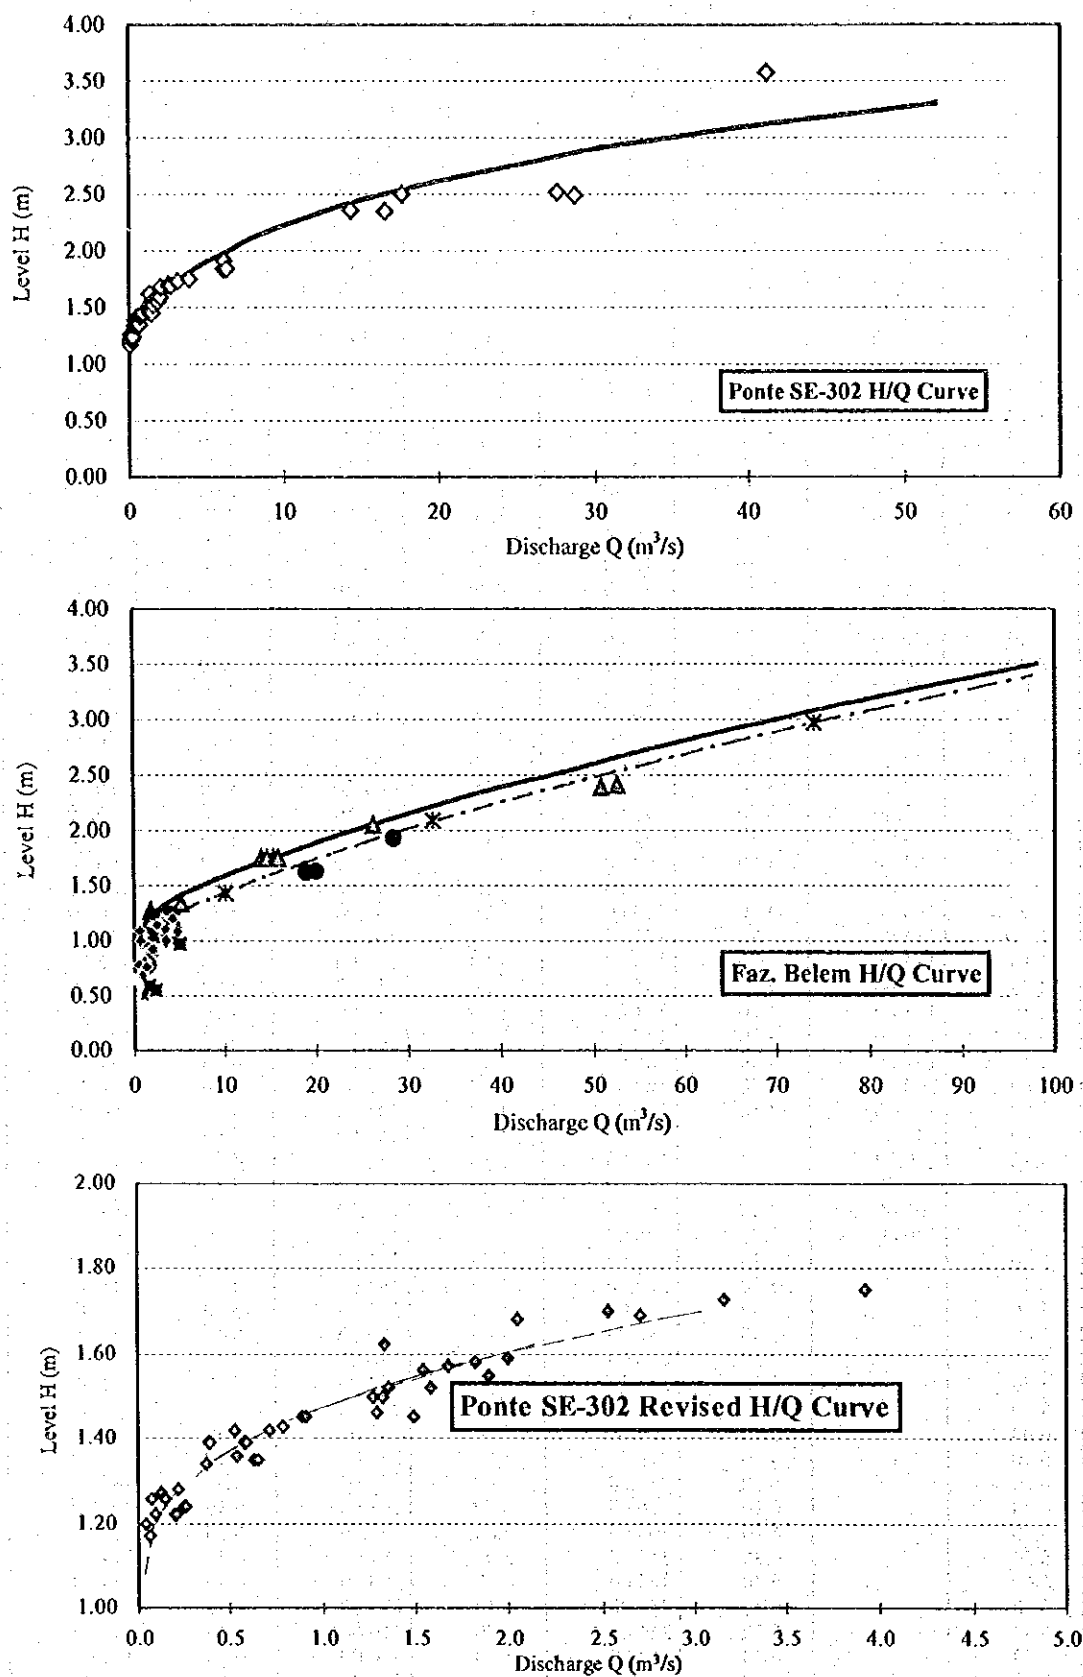 4.00
3.50
3.00
2.50
2.00
1.50
1.00
0.50
0.00
Level H (m)
Ponte SE-302 H/Q Curve
0 10 20 30 40 50 60
Discharge Q (m³/s)
4.00
3.50
3.00
2.50
2.00
1.50
1.00
0.50
0.00
Level H (m)
Faz. Belem H/Q Curve
0 10 20 30 40 50 60 70 80 90 100
Discharge Q (m³/s)
2.00
1.80
1.60
1.40
1.20
1.00
Level H (m)
Ponte SE-302 Revised H/Q Curve
0.0 0.5 1.0 1.5 2.0 2.5 3.0 3.5 4.0 4.5 5.0
Discharge Q (m³/s)